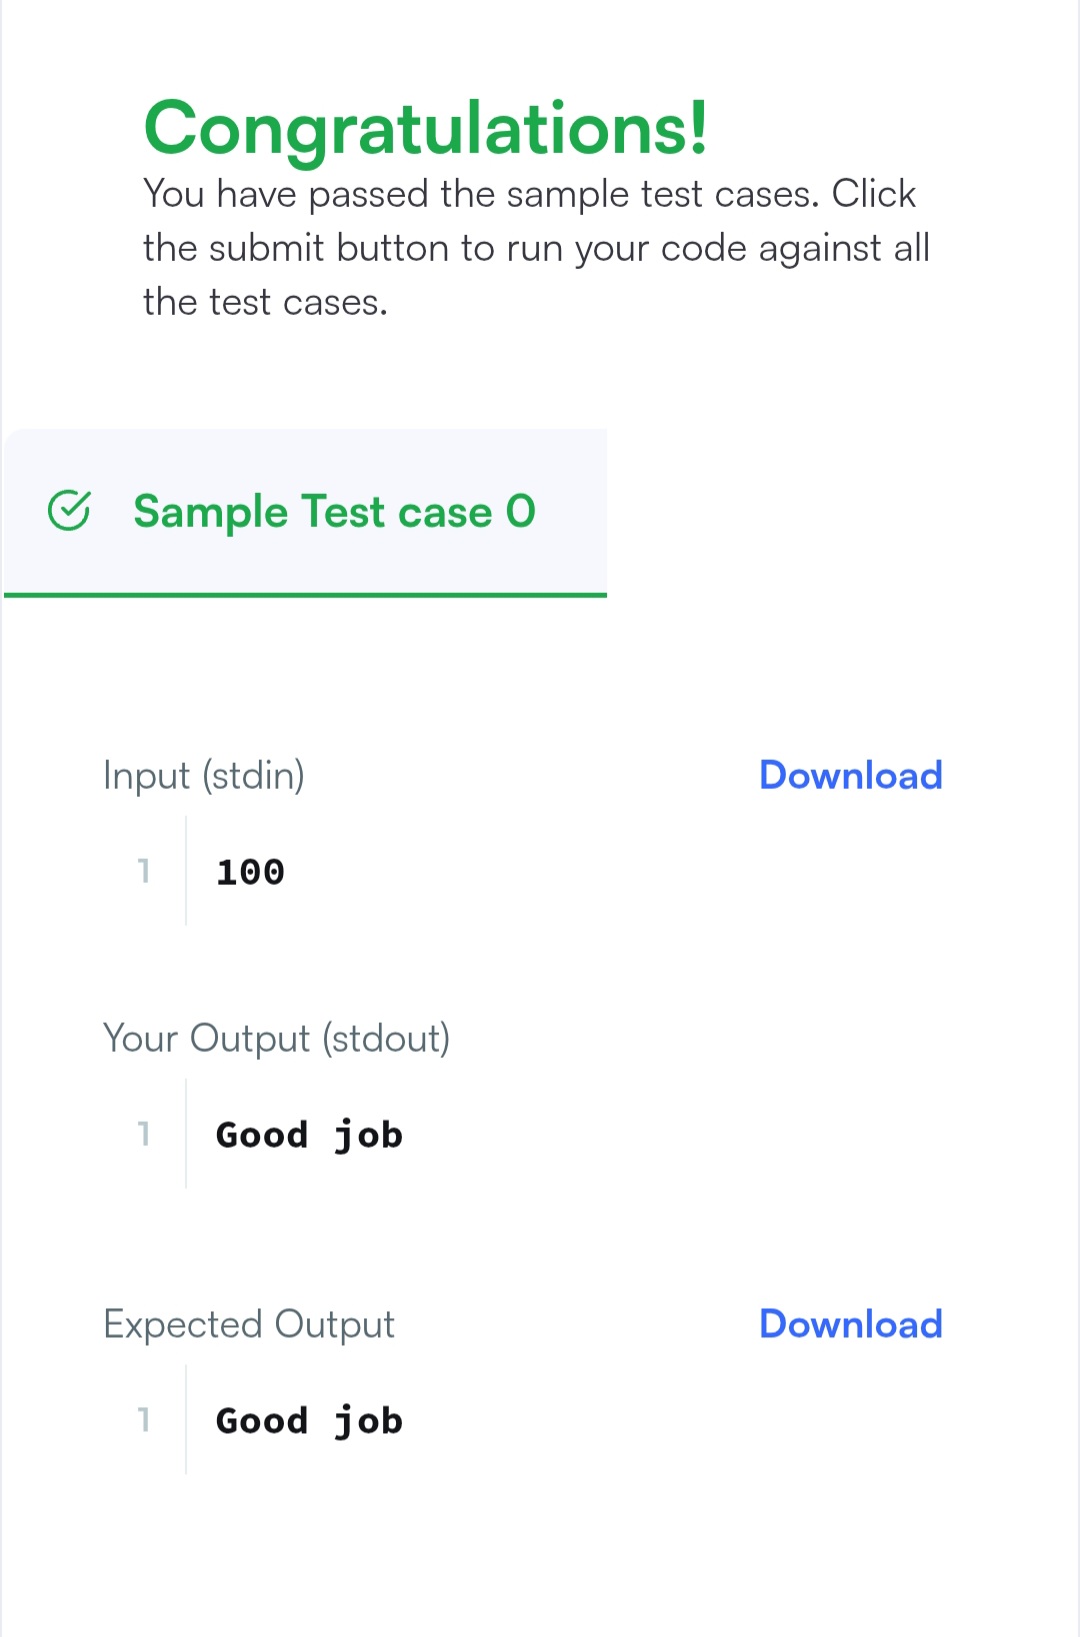 Congratulations!
You have passed the sample test cases. Click
the submit button to run your code against all
the test cases.
Sample Test case 0
Input (stdin)
Download
1
100
Your Output (stdout)
1
Good job
Expected Output
Download
1
Good job